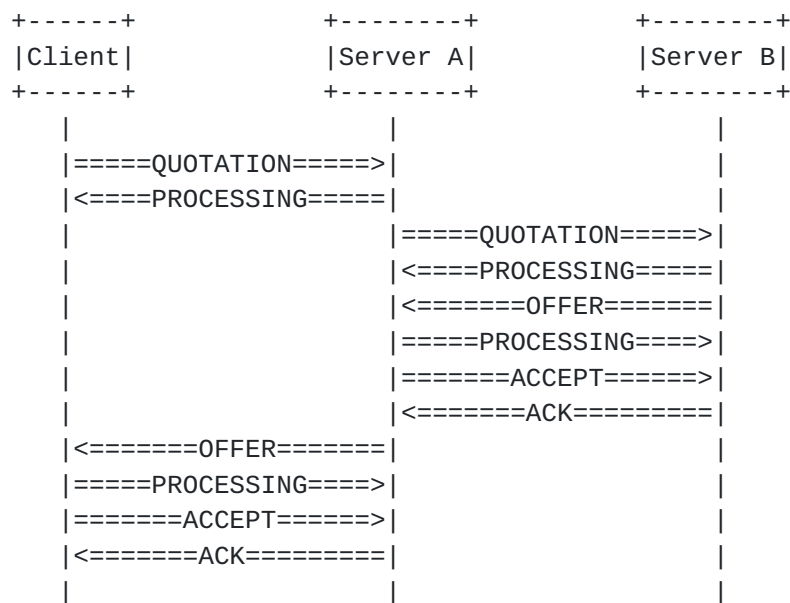 +------+            +--------+          +--------+
|Client|            |Server A|          |Server B|
+------+            +--------+          +--------+
   |                    |                    |
   |=====QUOTATION=====>|                    |
   |<====PROCESSING=====|                    |
   |                    |=====QUOTATION=====>|
   |                    |<====PROCESSING=====|
   |                    |<=======OFFER=======|
   |                    |=====PROCESSING====>|
   |                    |=======ACCEPT======>|
   |                    |<=======ACK=========|
   |<=======OFFER=======|                    |
   |=====PROCESSING====>|                    |
   |=======ACCEPT======>|                    |
   |<=======ACK=========|                    |
   |                    |                    |